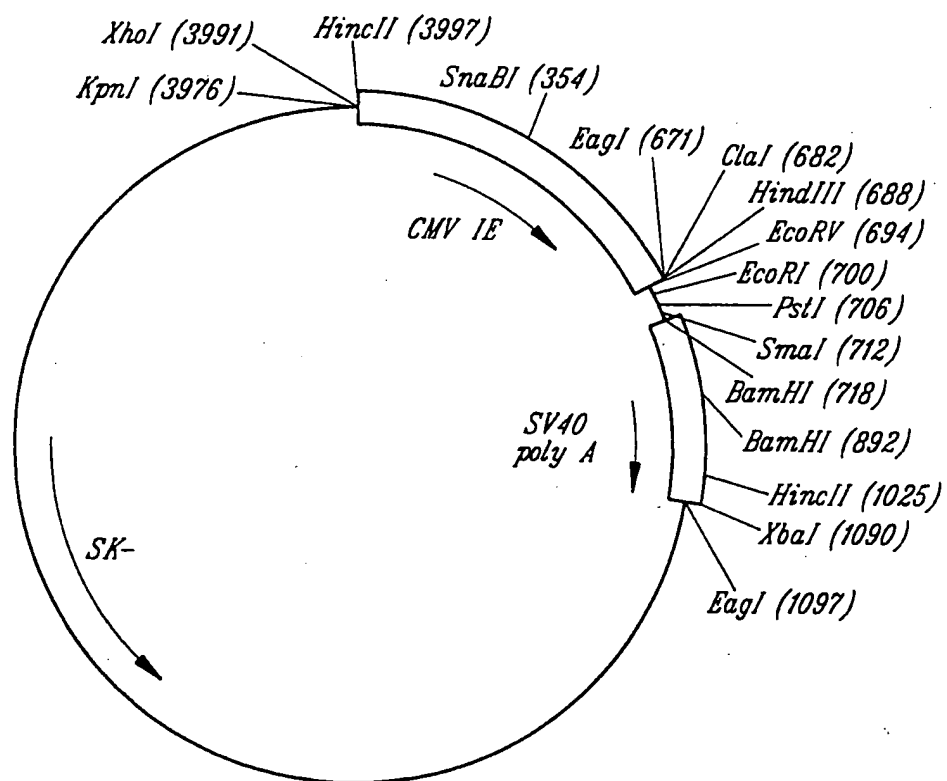 XhoI (3991)
HincII (3997)
KpnI (3976)
SnaBI (354)
EagI (671)
ClaI (682)
HindIII (688)
EcoRV (694)
EcoRI (700)
PstI (706)
SmaI (712)
BamHI (718)
BamHI (892)
HincII (1025)
XbaI (1090)
EagI (1097)
CMV IE
SV40
poly A
SK-